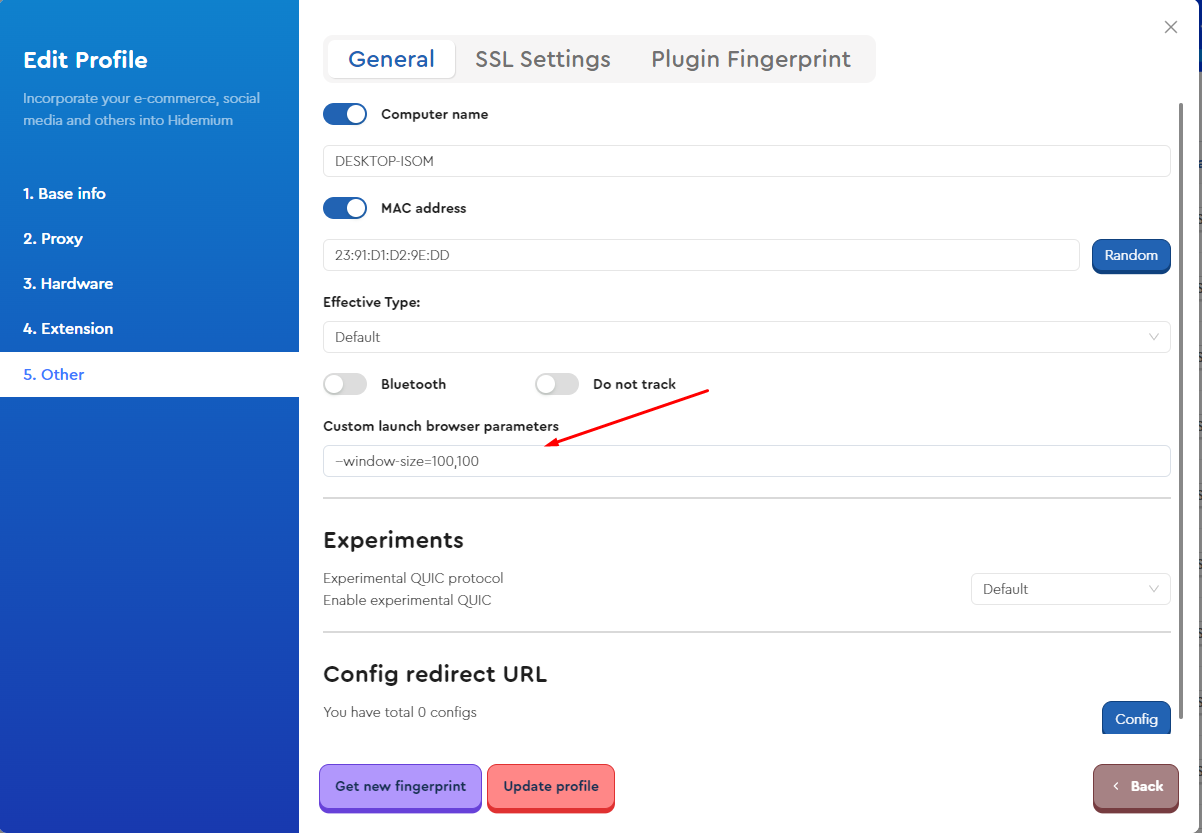 Edit Profile
Incorporate your e-commerce, social
media and others into Hidemium
1. Base info
2. Proxy
3. Hardware
4. Extension
5. Other
General
SSL Settings
Plugin Fingerprint
Computer name
DESKTOP-ISOM
MAC address
23:91:D1:D2:9E:DD
Random
Effective Type:
Default
Bluetooth
Do not track
Custom launch browser parameters
--window-size=100,100
Experiments
Experimental QUIC protocol
Enable experimental QUIC
Default
Config redirect URL
You have total 0 configs
Config
Get new fingerprint
Update profile
Back